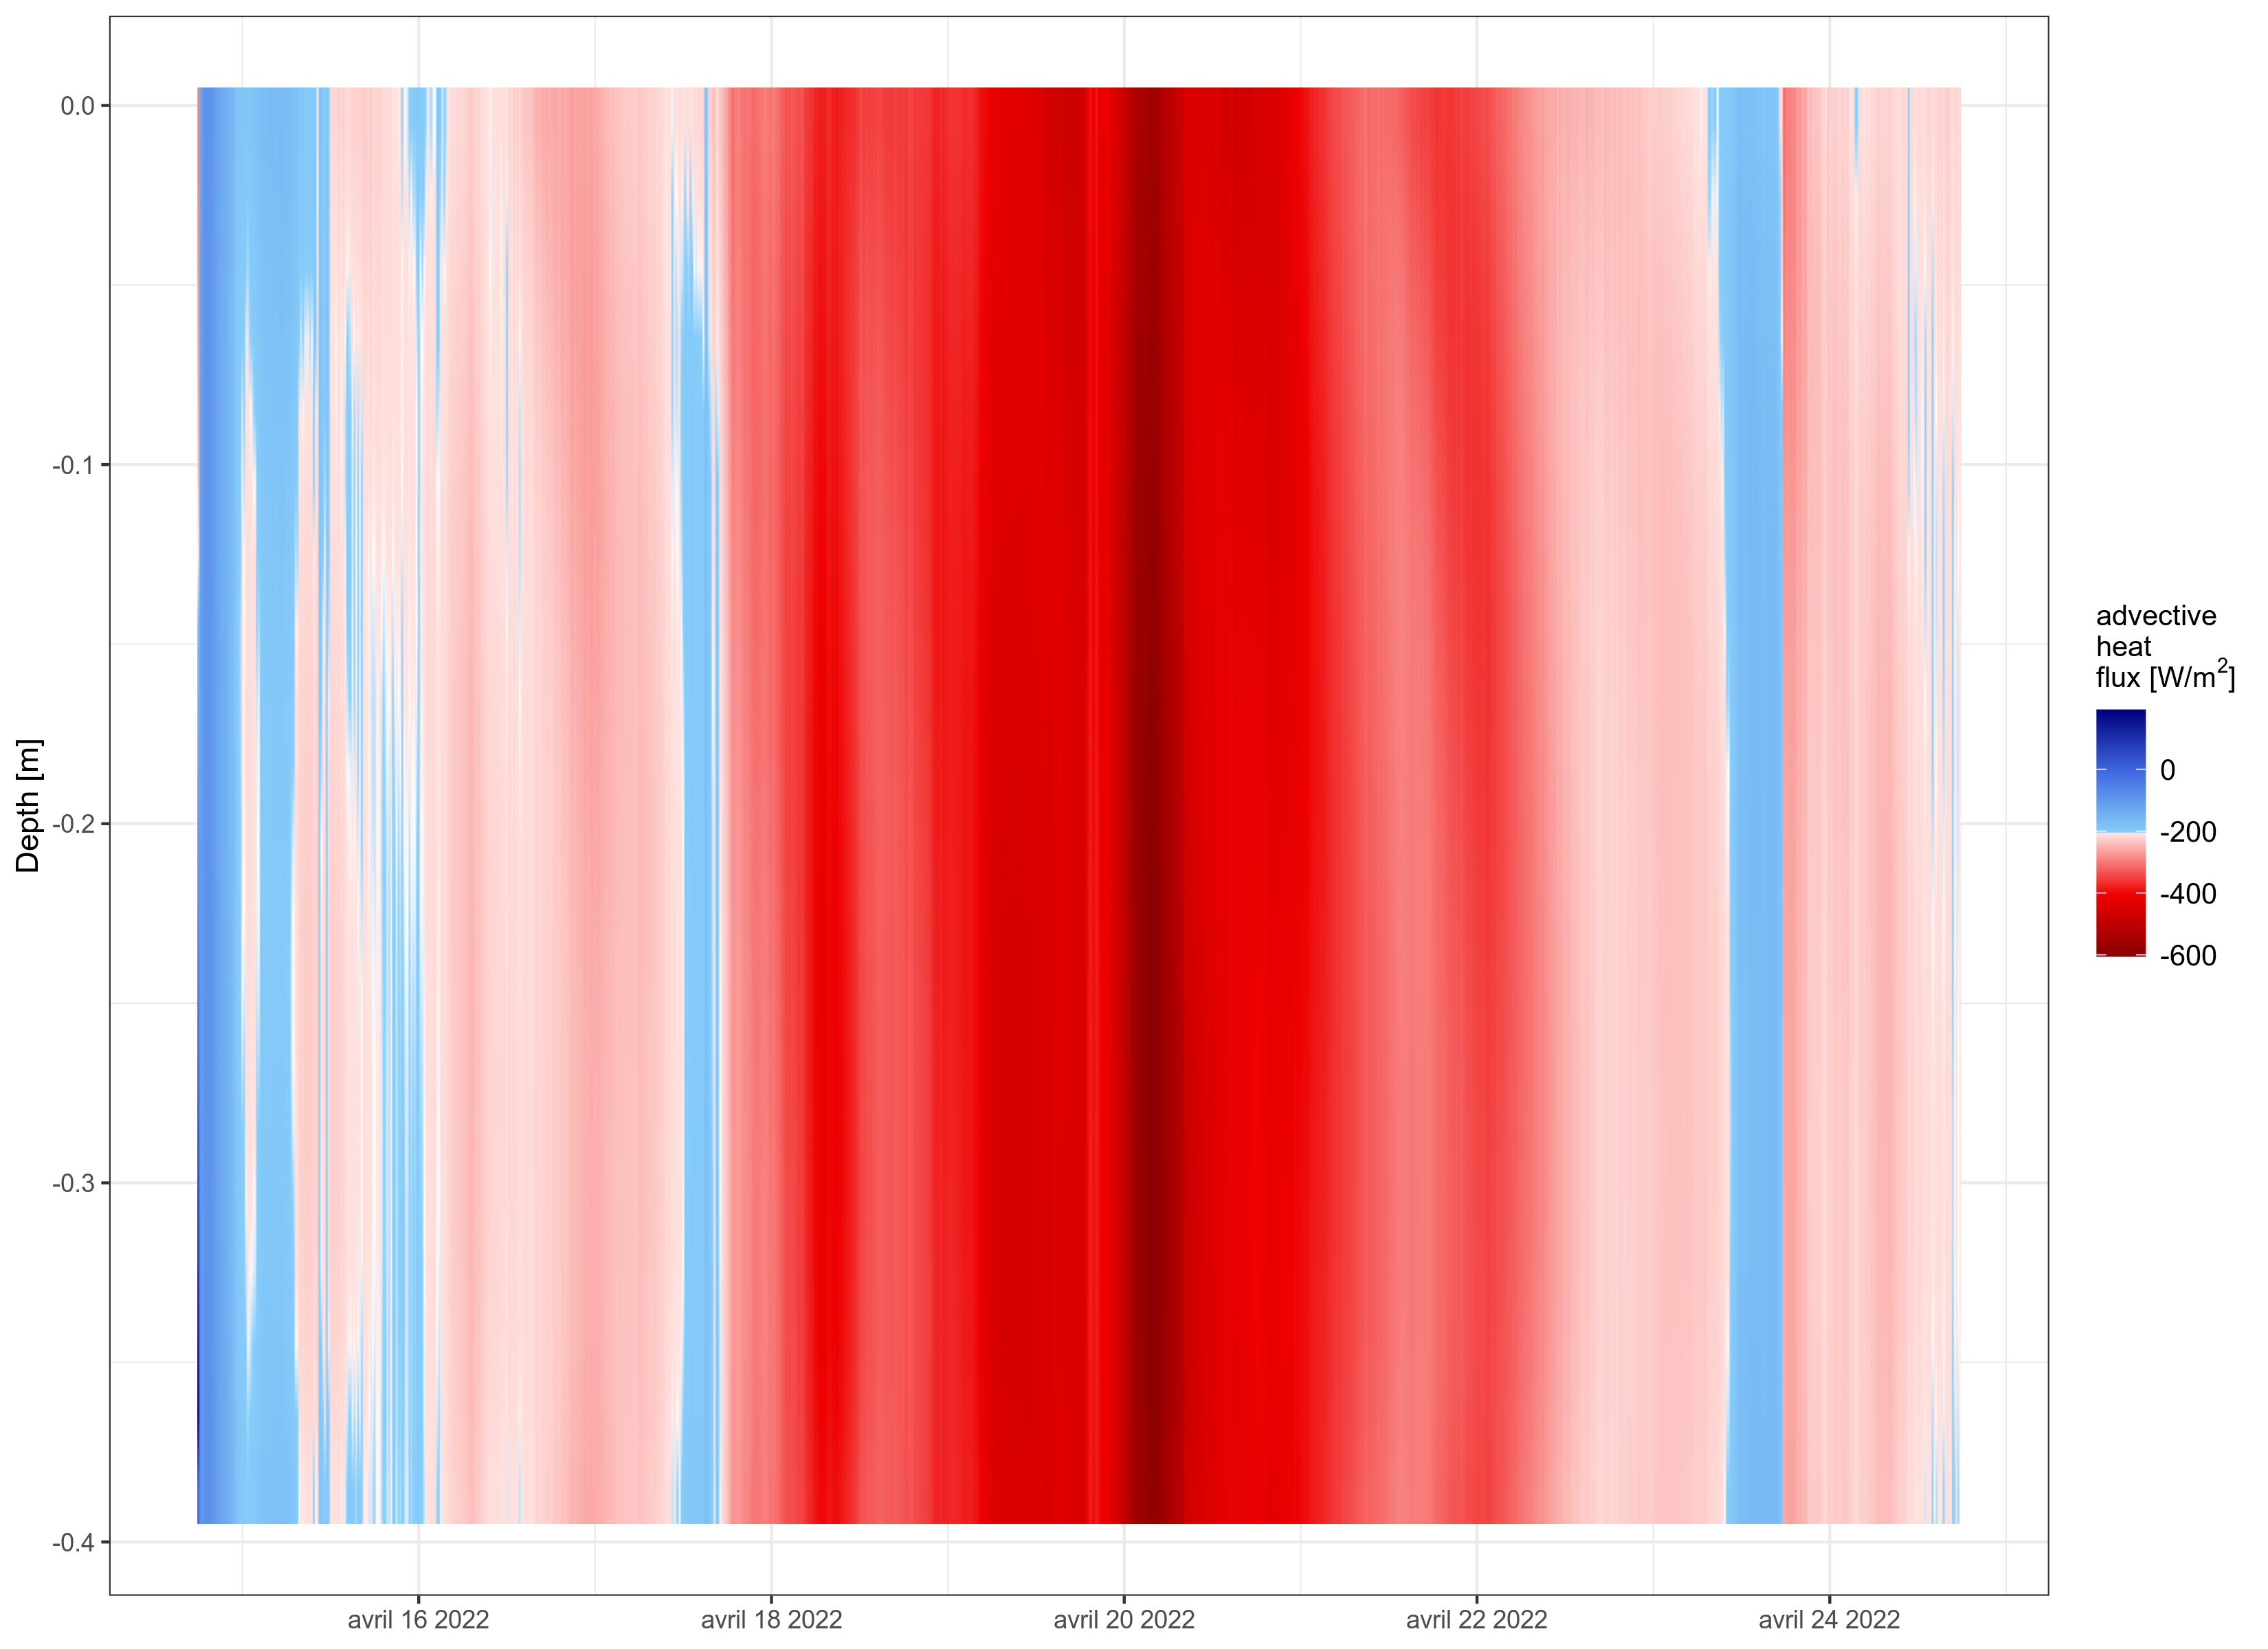 0.0
-0.1
-0.2
-0.3
-0.4
Depth [m]
avril 16 2022
avril 18 2022
avril 20 2022
avril 22 2022
avril 24 2022
advective
heat
flux [W/m²]
0
-200
-400
-600